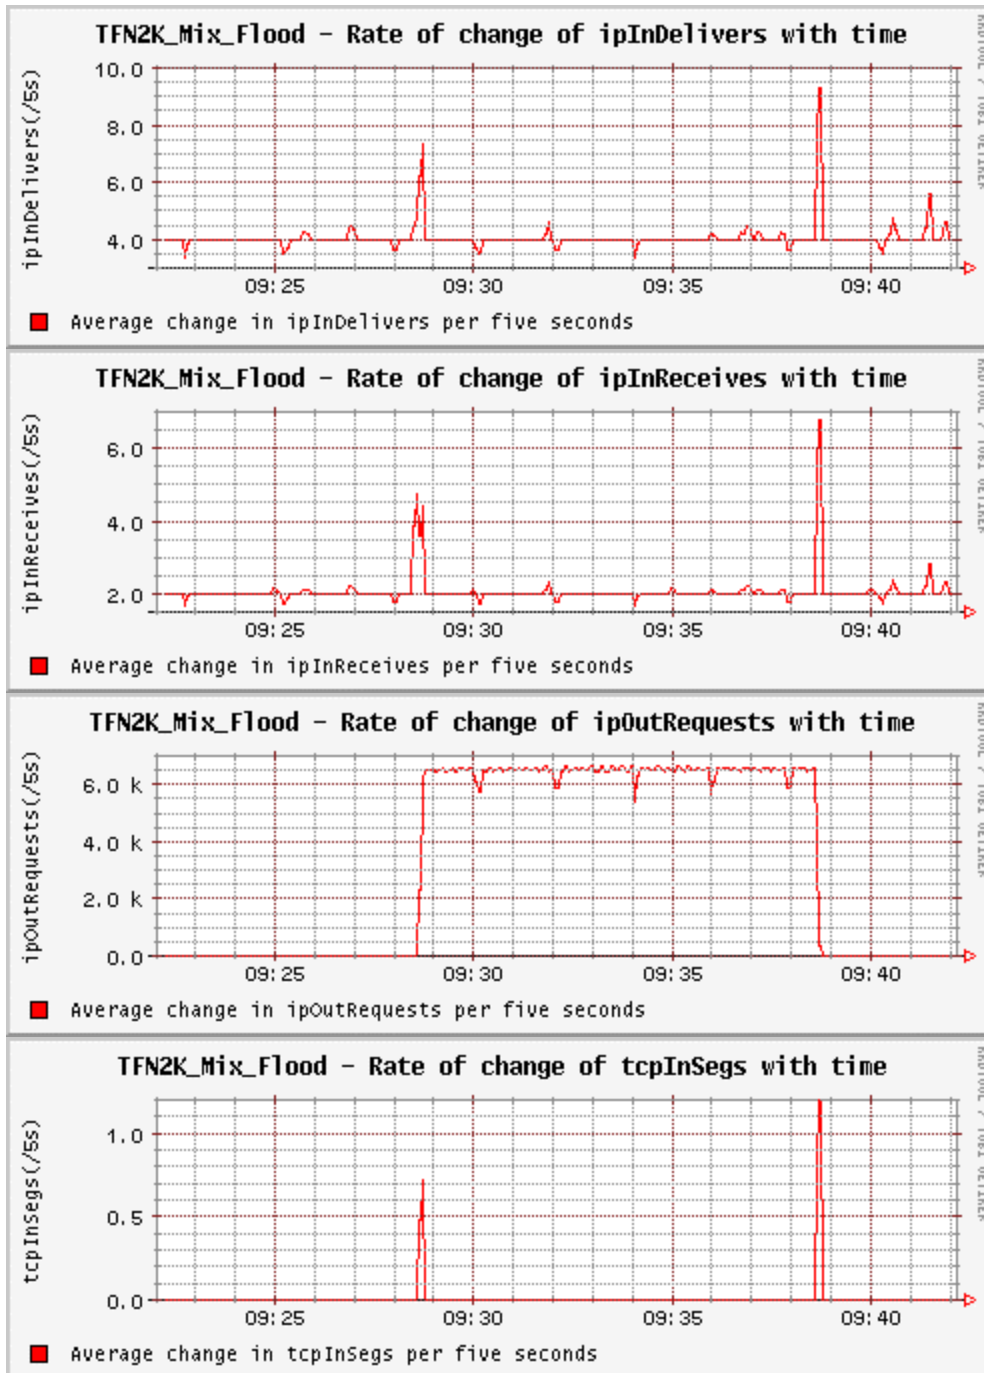 TFN2K_Mix_Flood - Rate of change of ipInDelivers with time
ipInDelivers(/5s)
10.0
8.0
6.0
4.0
09:25 09:30 09:35 09:40
Average change in ipInDelivers per five seconds
TFN2K_Mix_Flood - Rate of change of ipInReceives with time
ipInReceives(/5s)
6.0
4.0
2.0
09:25 09:30 09:35 09:40
Average change in ipInReceives per five seconds
TFN2K_Mix_Flood - Rate of change of ipOutRequests with time
ipOutRequests(/5s)
6.0 k
4.0 k
2.0 k
0.0
09:25 09:30 09:35 09:40
Average change in ipOutRequests per five seconds
TFN2K_Mix_Flood - Rate of change of tcpInSegs with time
tcpInSegs(/5s)
1.0
0.5
0.0
09:25 09:30 09:35 09:40
Average change in tcpInSegs per five seconds